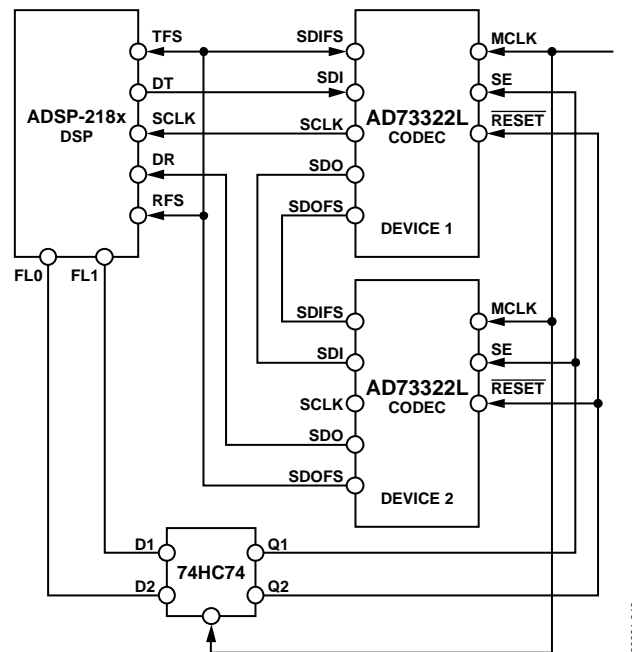 TFS
SDIFS
MCLK
DT
SDI
SE
ADSP-218x
DSP
SCLK
SCLK
AD73322L
CODEC
RESET
DR
SDO
RFS
SDOFS
DEVICE 1
FL0
FL1
SDIFS
MCLK
SDI
SE
AD73322L
CODEC
SCLK
RESET
SDO
SDOFS
DEVICE 2
D1
Q1
74HC74
D2
Q2